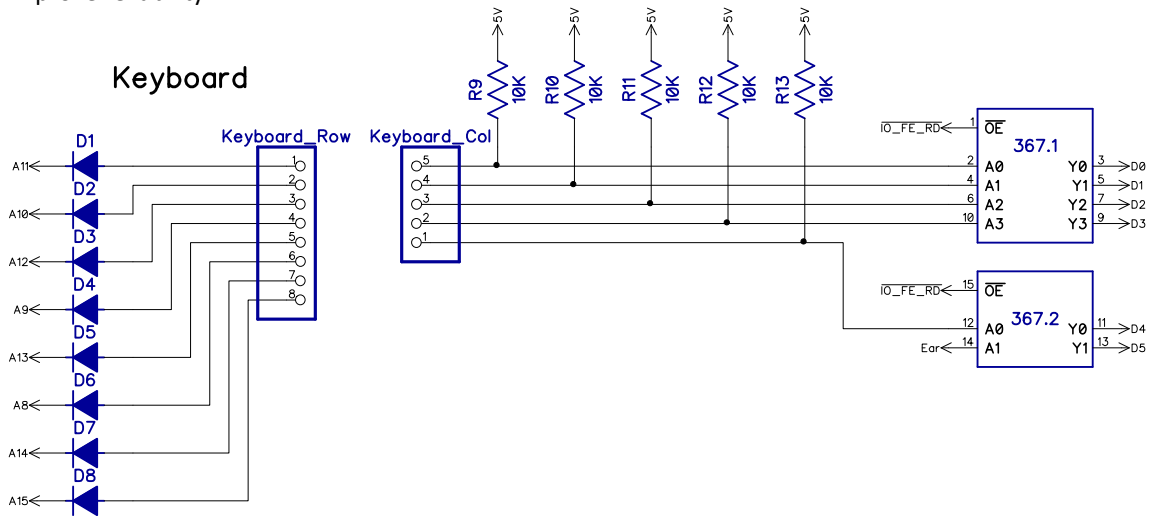 Keyboard
5V
5V
5V
5V
5V
R9
10K
R10
10K
R11
10K
R12
10K
R13
10K
Keyboard_Row
1
2
3
4
5
6
7
8
Keyboard_Col
5
4
3
2
1
D1
A11
D2
A10
D3
A12
D4
A9
D5
A13
D6
A8
D7
A14
D8
A15
IO_FE_RD 1 OE
367.1
2 A0 Y0 3 D0
4 A1 Y1 5 D1
6 A2 Y2 7 D2
10 A3 Y3 9 D3
IO_FE_RD 15 OE
367.2
12 A0 Y0 11 D4
Ear 14 A1 Y1 13 D5